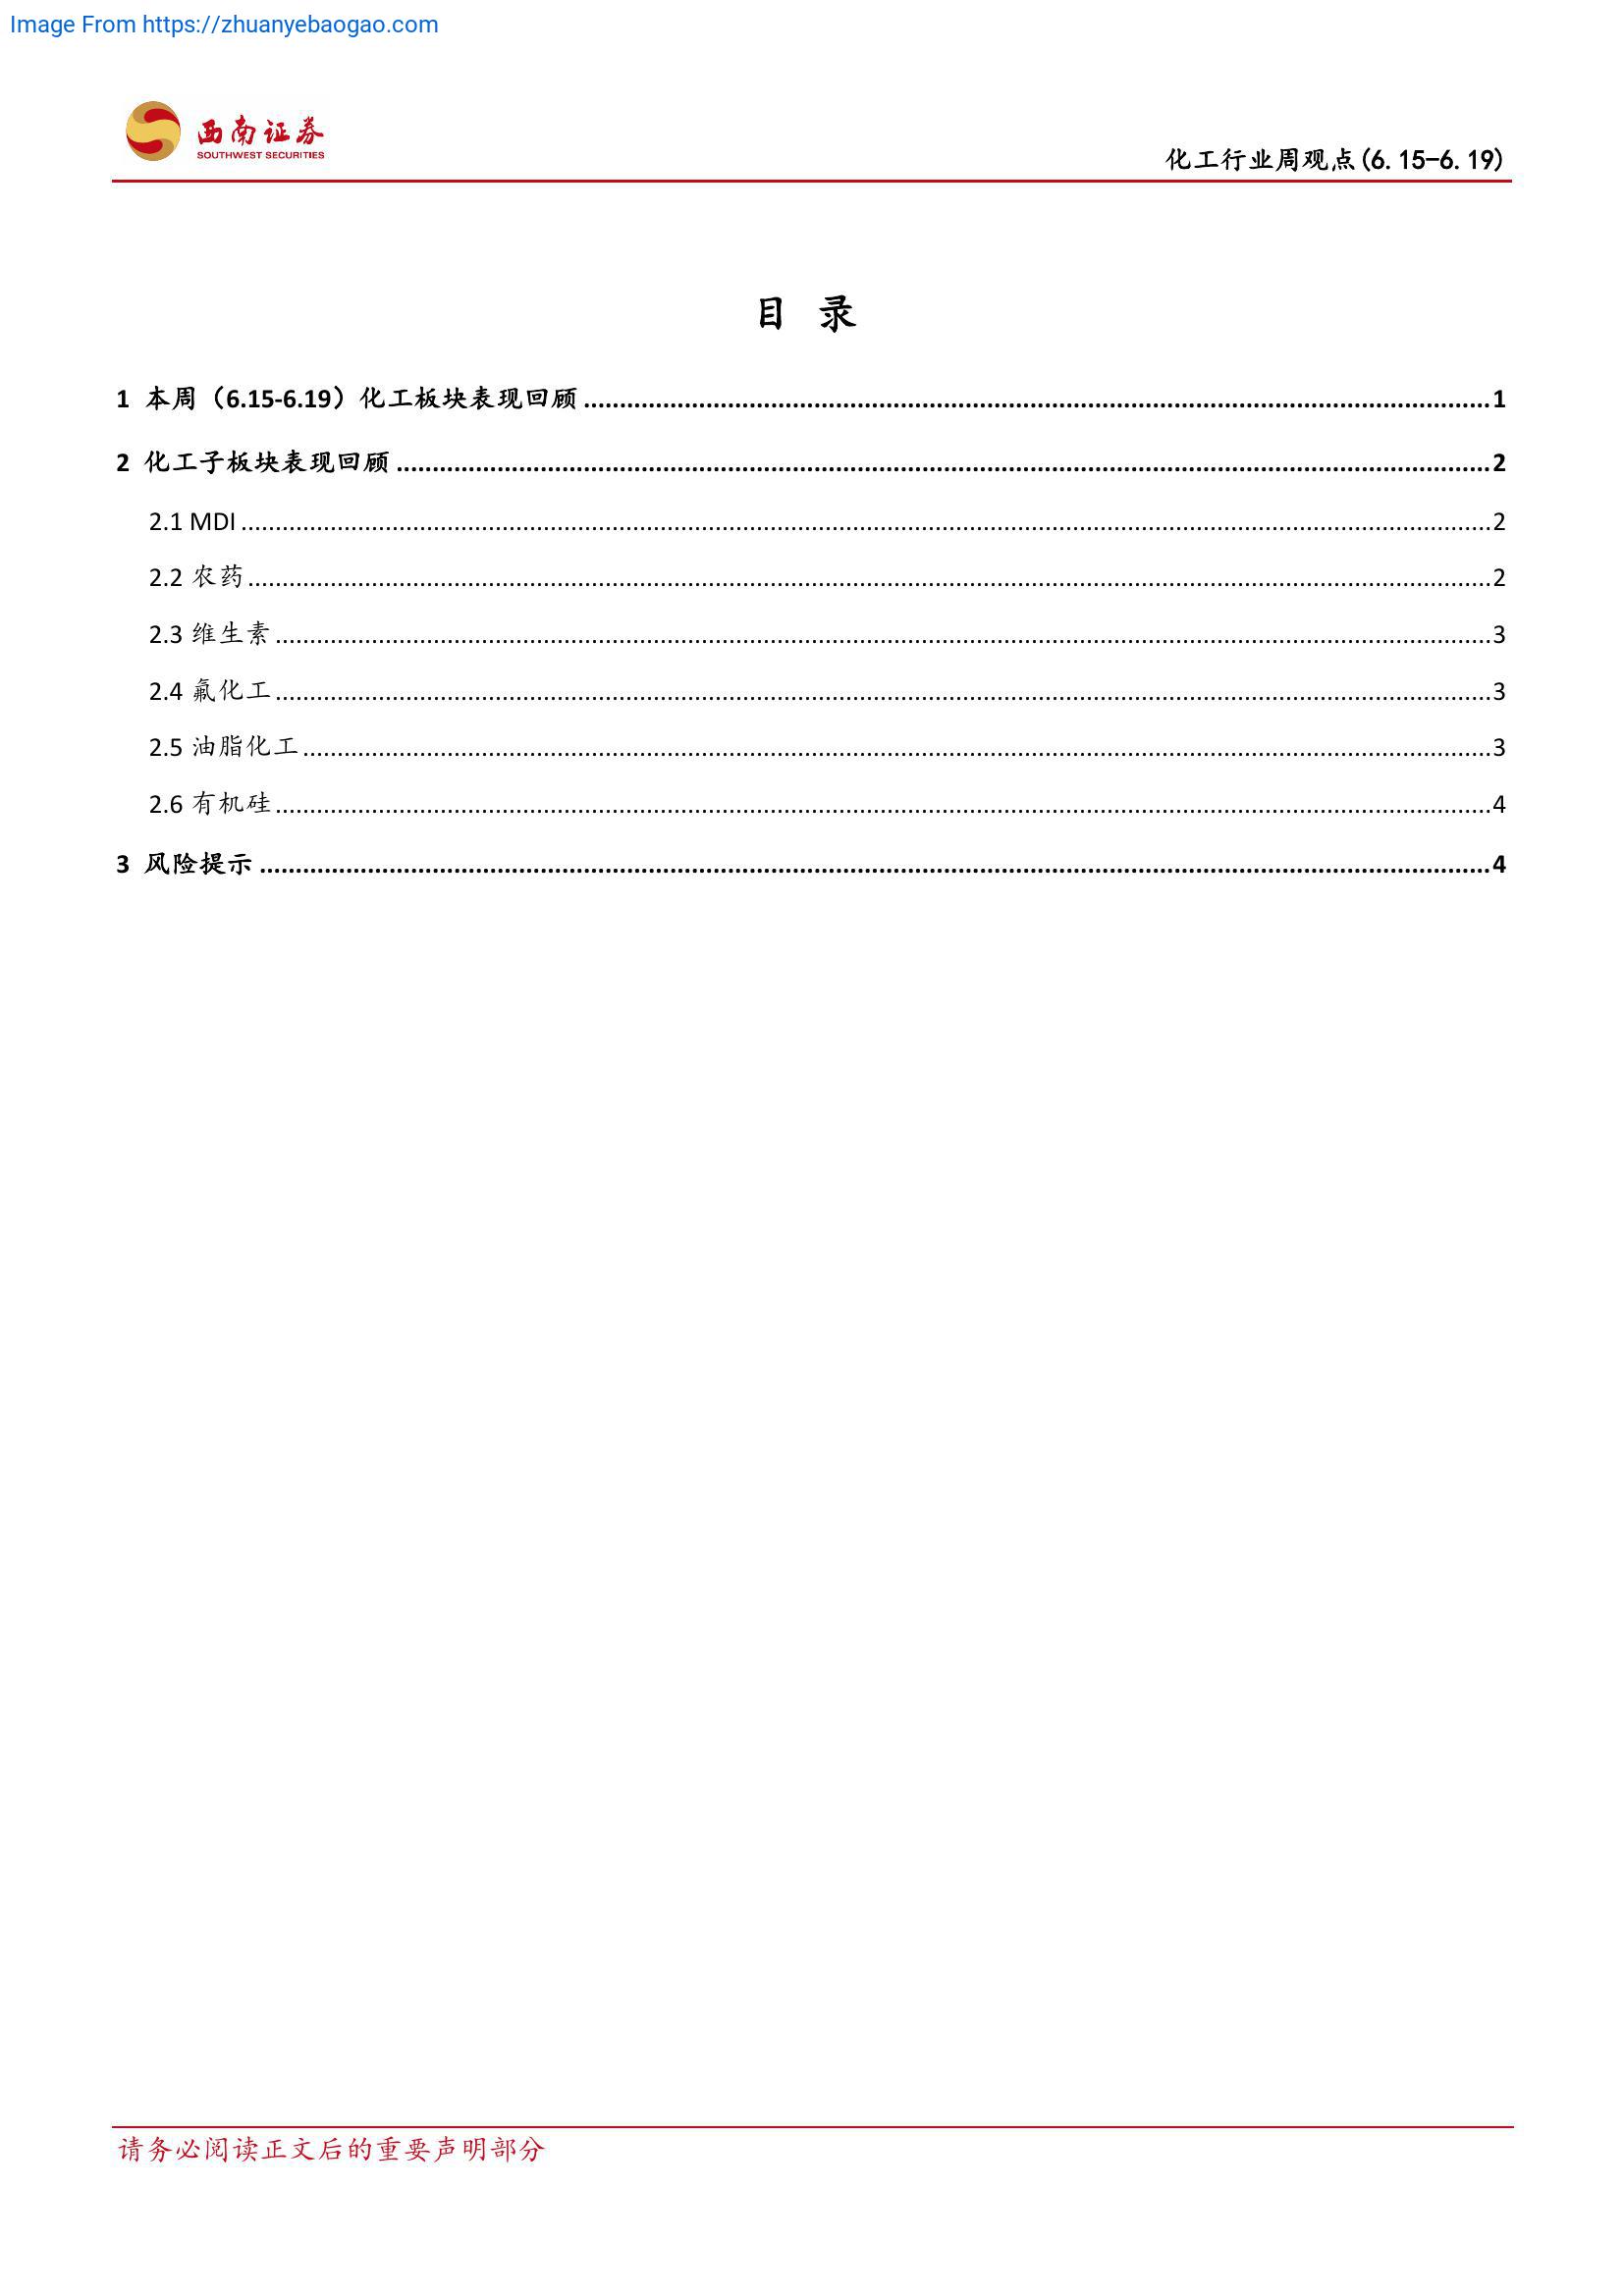 Image From https://zhuanyebaogao.com
西南证券
SOUTHWEST SECURITIES
化工行业周观点(6.15-6.19)
目 录
1 本周（6.15-6.19）化工板块表现回顾 ........ 1
2 化工子板块表现回顾 ........ 2
2.1 MDI ........ 2
2.2 农药 ........ 2
2.3 维生素 ........ 3
2.4 氟化工 ........ 3
2.5 油脂化工 ........ 3
2.6 有机硅 ........ 4
3 风险提示 ........ 4
请务必阅读正文后的重要声明部分